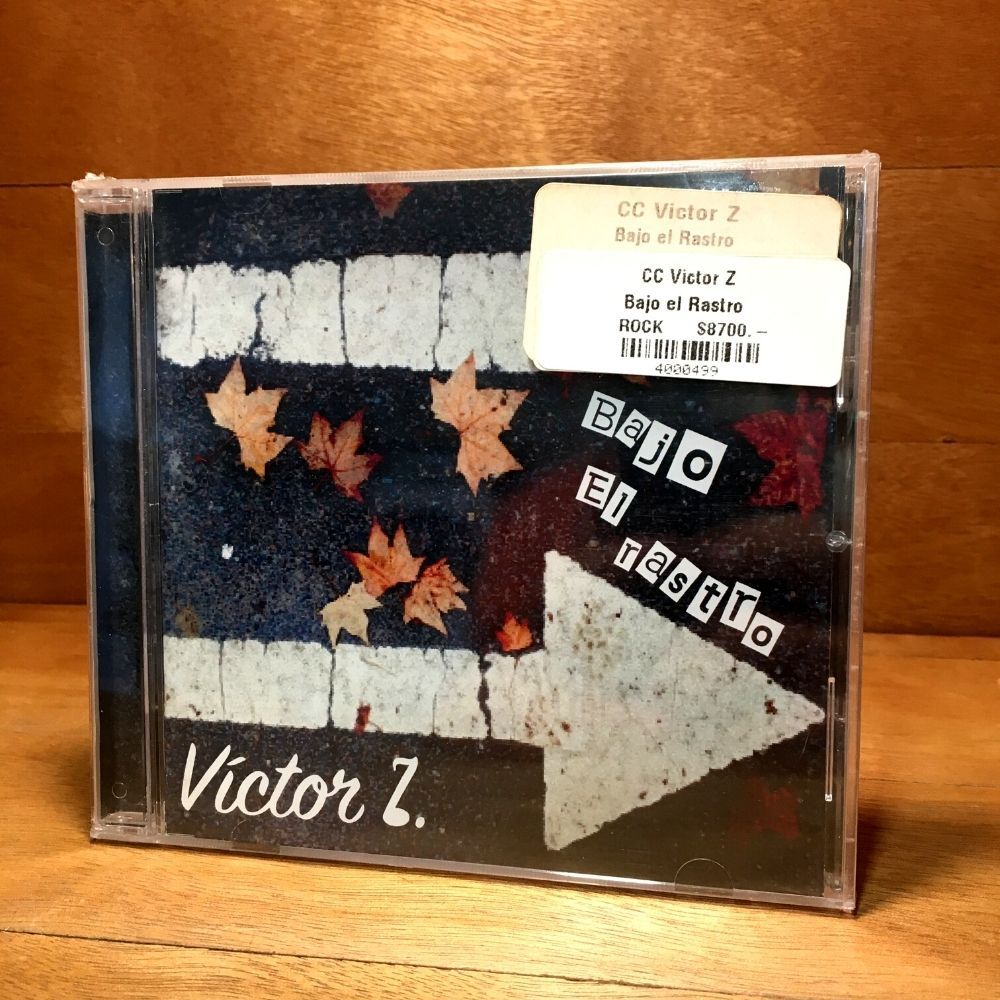 CC Victor Z
Bajo el Rastro
CC Victor Z
Bajo el Rastro
ROCK $8700.-
4000499
Bajo
El
rastro
Víctor Z.